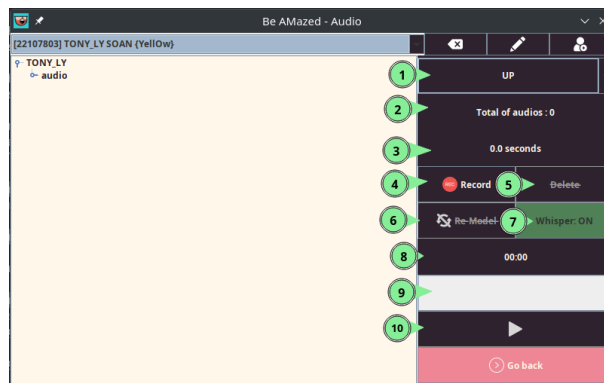 Be AMazed - Audio
[22107803] TONY_LY SOAN {YellOw}
TONY_LY
audio
1
UP
2
Total of audios : 0
3
0.0 seconds
4
REC
Record
5
Delete
6
Re-Model
7
Whisper: ON
8
00:00
9
10
Go back